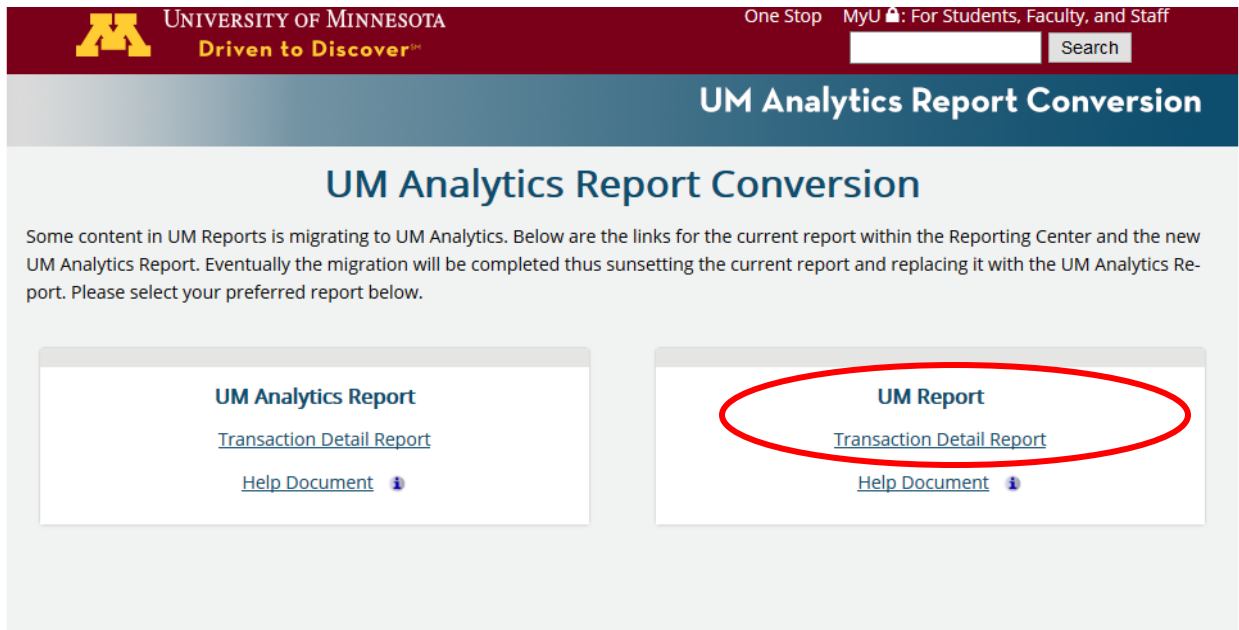 UNIVERSITY OF MINNESOTA
Driven to Discover℠
One Stop MyU : For Students, Faculty, and Staff
Search
UM Analytics Report Conversion
UM Analytics Report Conversion
Some content in UM Reports is migrating to UM Analytics. Below are the links for the current report within the Reporting Center and the new
UM Analytics Report. Eventually the migration will be completed thus sunsetting the current report and replacing it with the UM Analytics Re-
port. Please select your preferred report below.
UM Analytics Report
Transaction Detail Report
Help Document
UM Report
Transaction Detail Report
Help Document